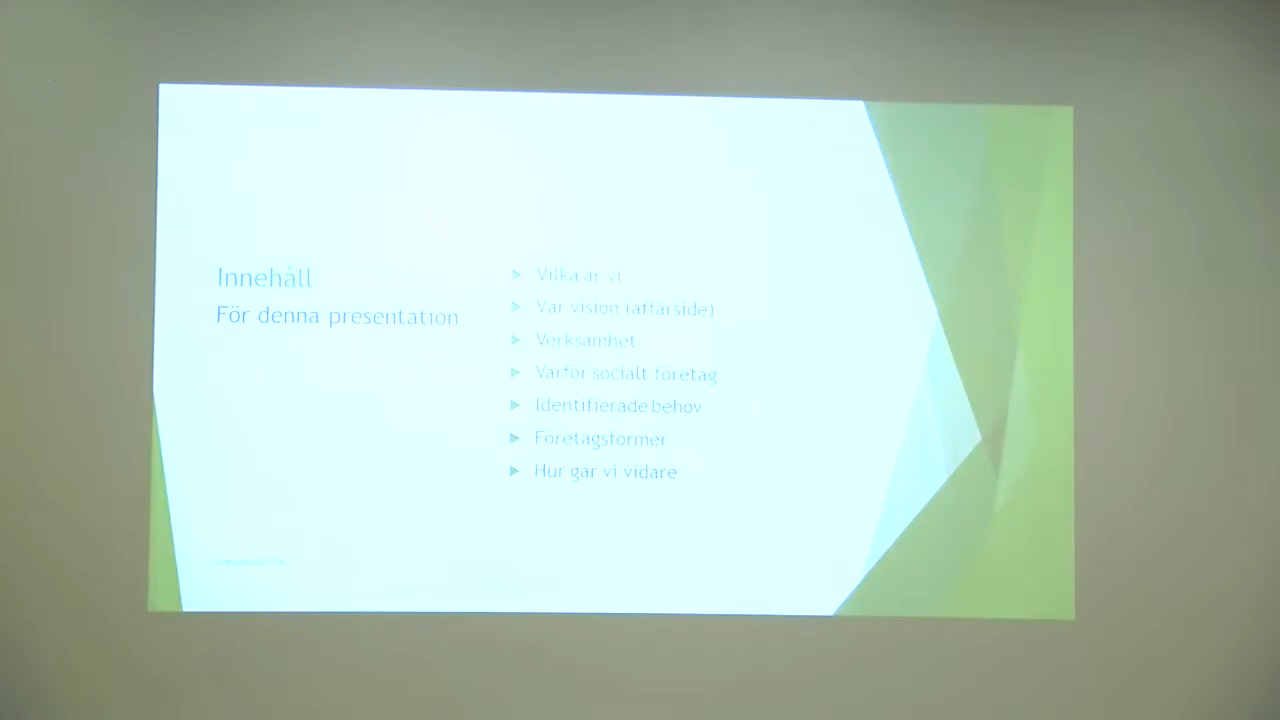 Innehåll
För denna presentation
Vilka är vi
Vår vision (affärside)
Verksamhet
Varför socialt företag
Identifierade behov
Företagsformer
Hur går vi vidare